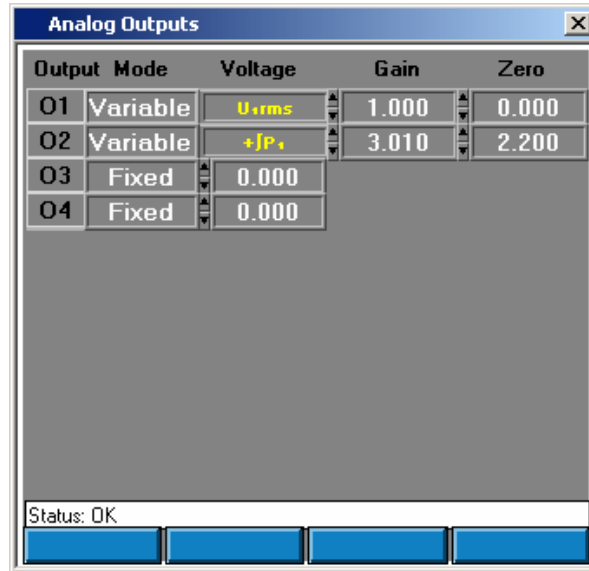 Analog Outputs
Output Mode Voltage Gain Zero
O1 Variable U₁rms 1.000 0.000
O2 Variable +∫P₁ 3.010 2.200
O3 Fixed 0.000
O4 Fixed 0.000
Status: OK